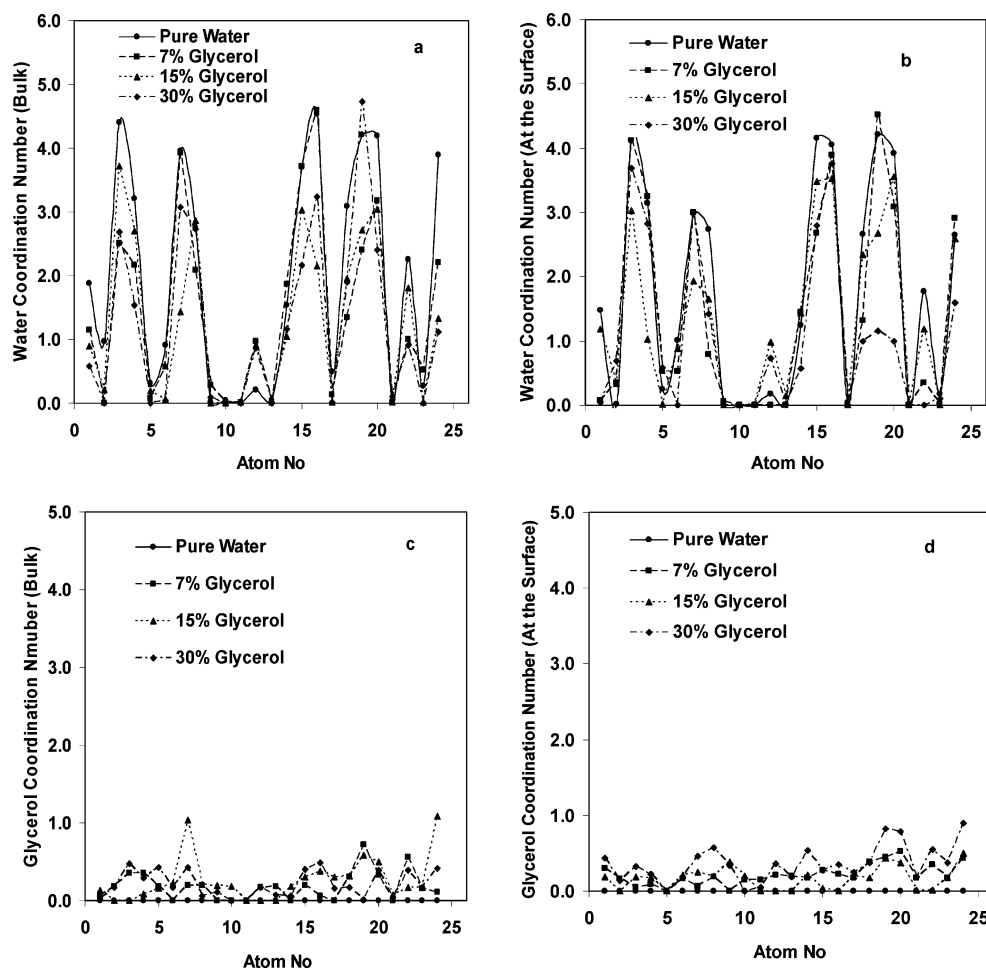 6.0
5.0
4.0
3.0
2.0
1.0
0.0
Water Coordination Number (Bulk)
Pure Water
7% Glycerol
15% Glycerol
30% Glycerol
a
0 5 10 15 20 25
Atom No
6.0
5.0
4.0
3.0
2.0
1.0
0.0
Water Coordination Number (At the Surface)
Pure Water
7% Glycerol
15% Glycerol
30% Glycerol
b
0 5 10 15 20 25
Atom No
5.0
4.0
3.0
2.0
1.0
0.0
Glycerol Coordination Nmuber (Bulk)
Pure Water
7% Glycerol
15% Glycerol
30% Glycerol
c
0 5 10 15 20 25
Atom No
5.0
4.0
3.0
2.0
1.0
0.0
Glycerol Coordination Number (At the Surface)
Pure Water
7% Glycerol
15% Glycerol
30% Glycerol
d
0 5 10 15 20 25
Atom No